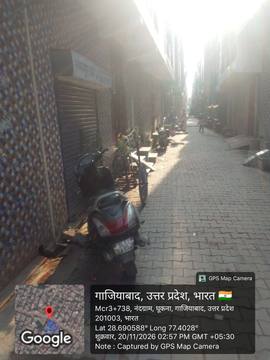 GPS Map Camera
गाजियाबाद, उत्तर प्रदेश, भारत 🇮🇳
Mcr3+738, नंदग्राम, घूकना, गाजियाबाद, उत्तर प्रदेश
201003, भारत
Lat 28.690588° Long 77.4028°
शुक्रवार, 20/11/2026 02:57 PM GMT +05:30
Note : Captured by GPS Map Camera
Google